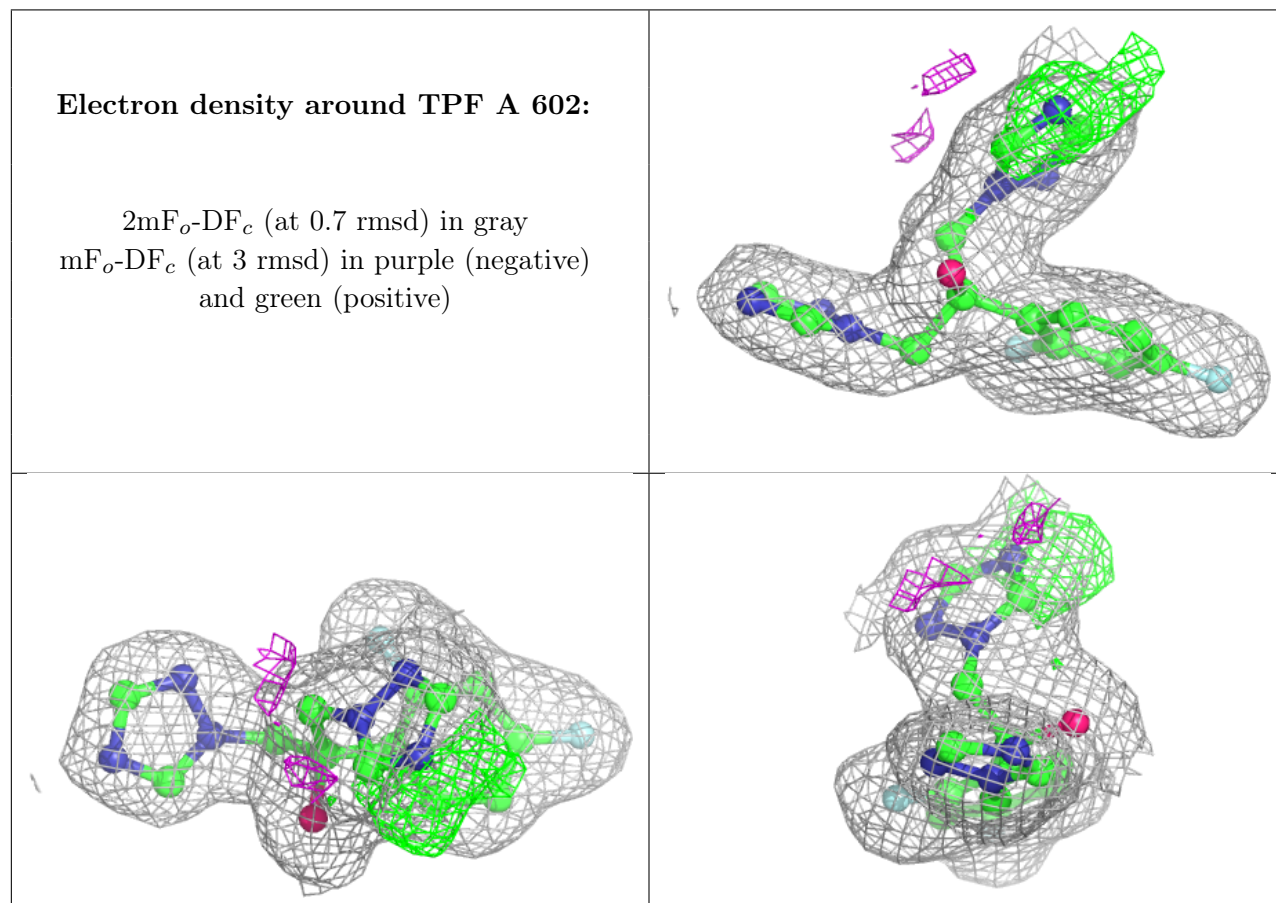 Electron density around TPF A 602:
2mFo-DFc (at 0.7 rmsd) in gray
mFo-DFc (at 3 rmsd) in purple (negative)
and green (positive)